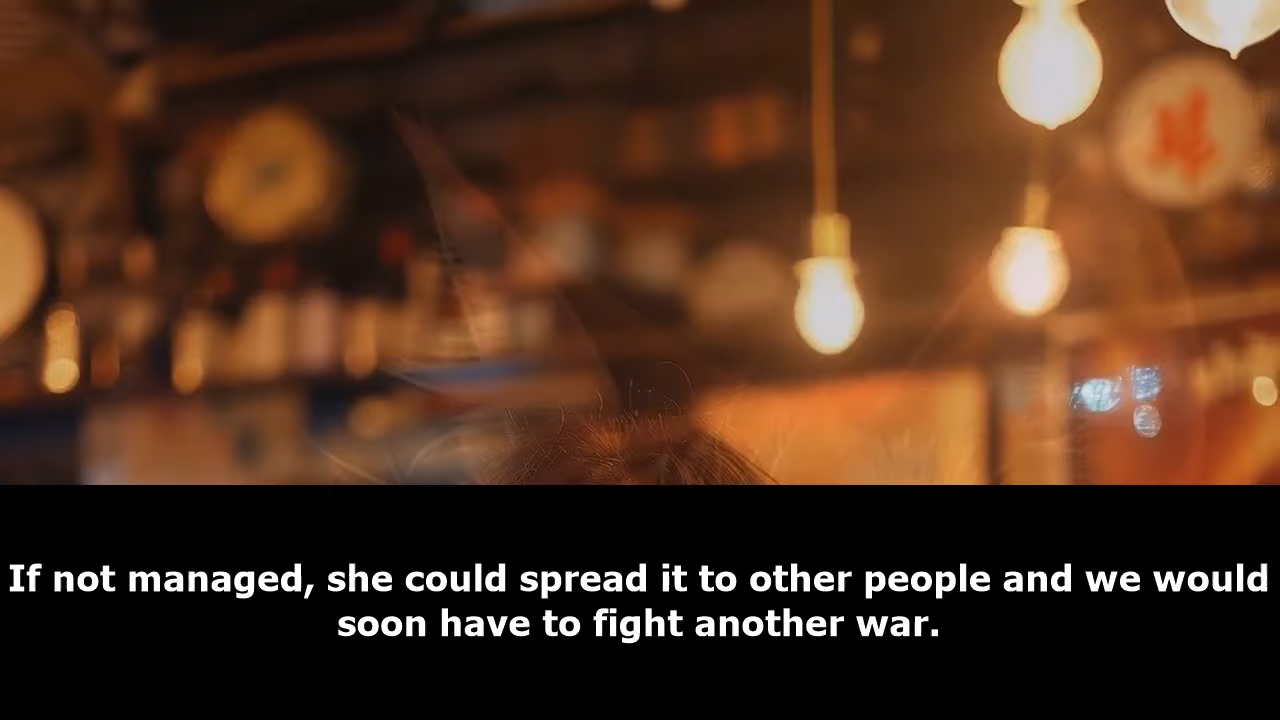 If not managed, she could spread it to other people and we would
soon have to fight another war.